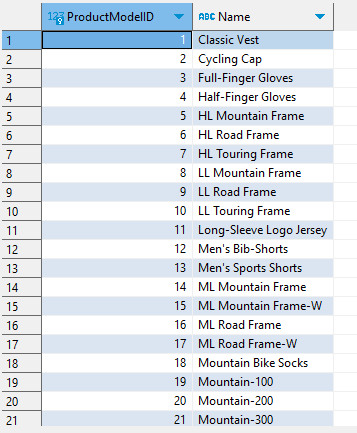 123 ProductModelID ABC Name
1 1 Classic Vest
2 2 Cycling Cap
3 3 Full-Finger Gloves
4 4 Half-Finger Gloves
5 5 HL Mountain Frame
6 6 HL Road Frame
7 7 HL Touring Frame
8 8 LL Mountain Frame
9 9 LL Road Frame
10 10 LL Touring Frame
11 11 Long-Sleeve Logo Jersey
12 12 Men's Bib-Shorts
13 13 Men's Sports Shorts
14 14 ML Mountain Frame
15 15 ML Mountain Frame-W
16 16 ML Road Frame
17 17 ML Road Frame-W
18 18 Mountain Bike Socks
19 19 Mountain-100
20 20 Mountain-200
21 21 Mountain-300